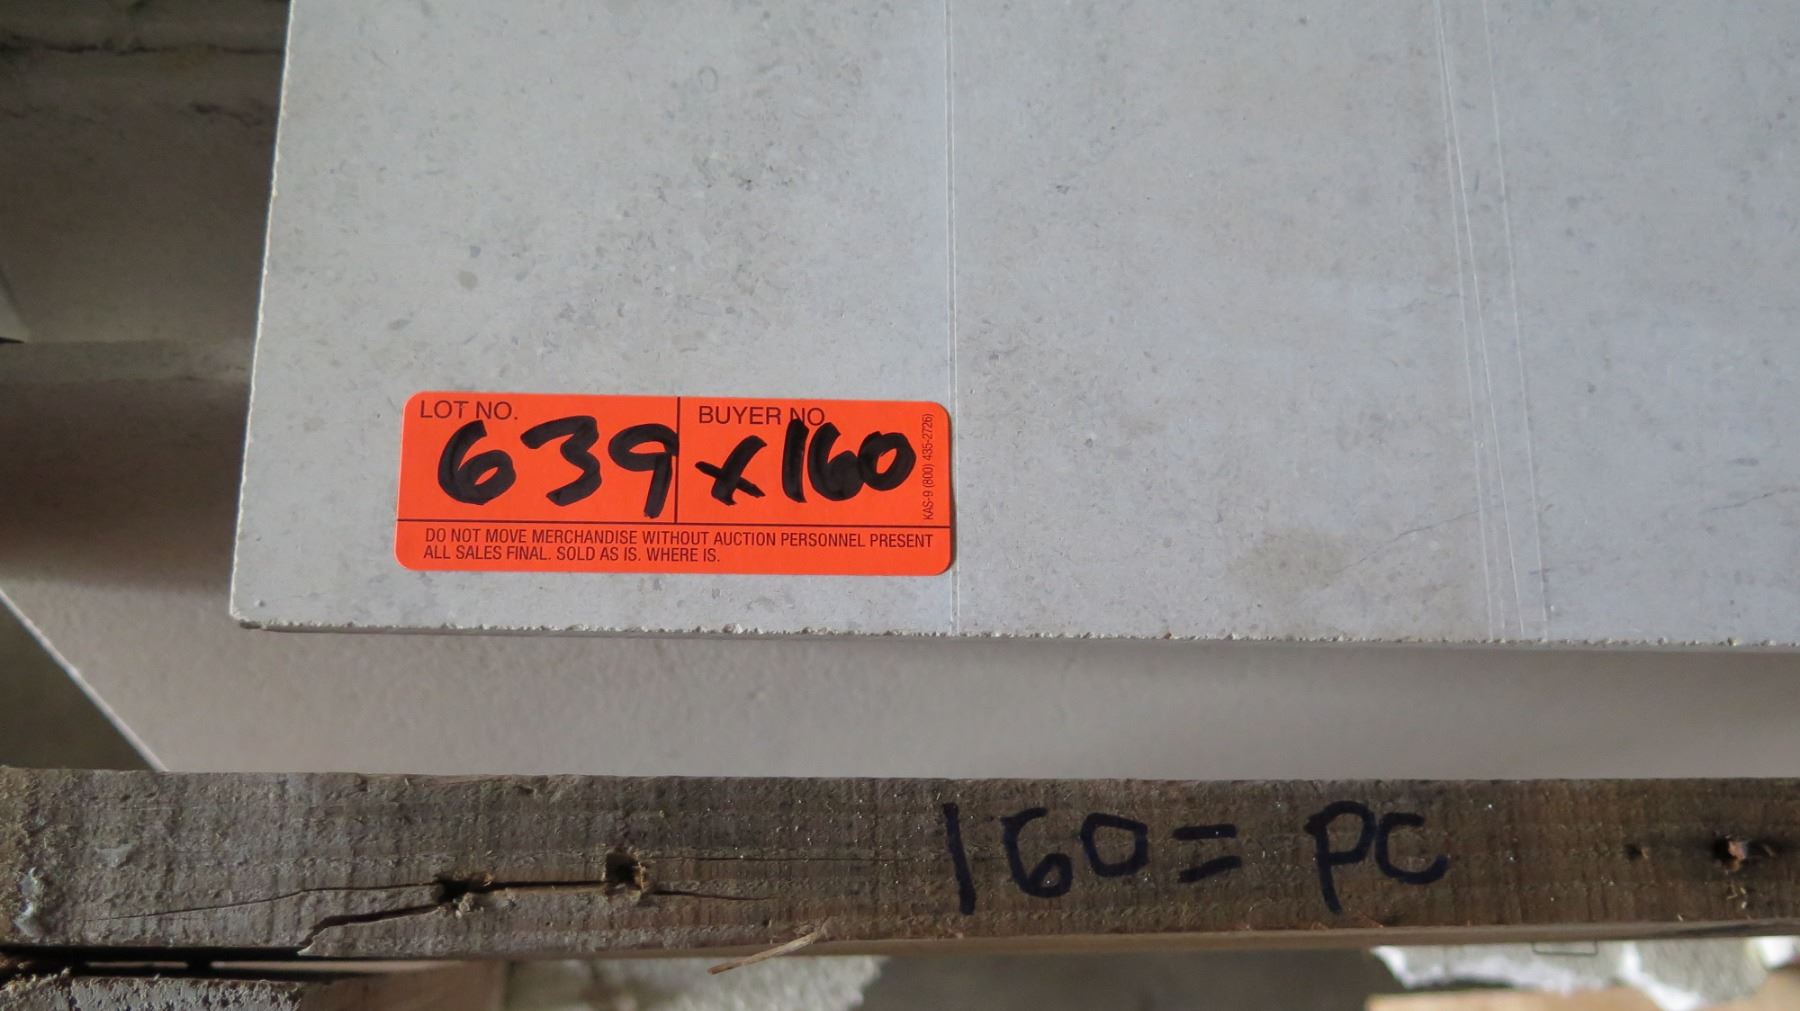 LOT NO. BUYER NO.
639 x 160
KAS-9 (800) 435-2726)
DO NOT MOVE MERCHANDISE WITHOUT AUCTION PERSONNEL PRESENT
ALL SALES FINAL. SOLD AS IS. WHERE IS.
160 = PC